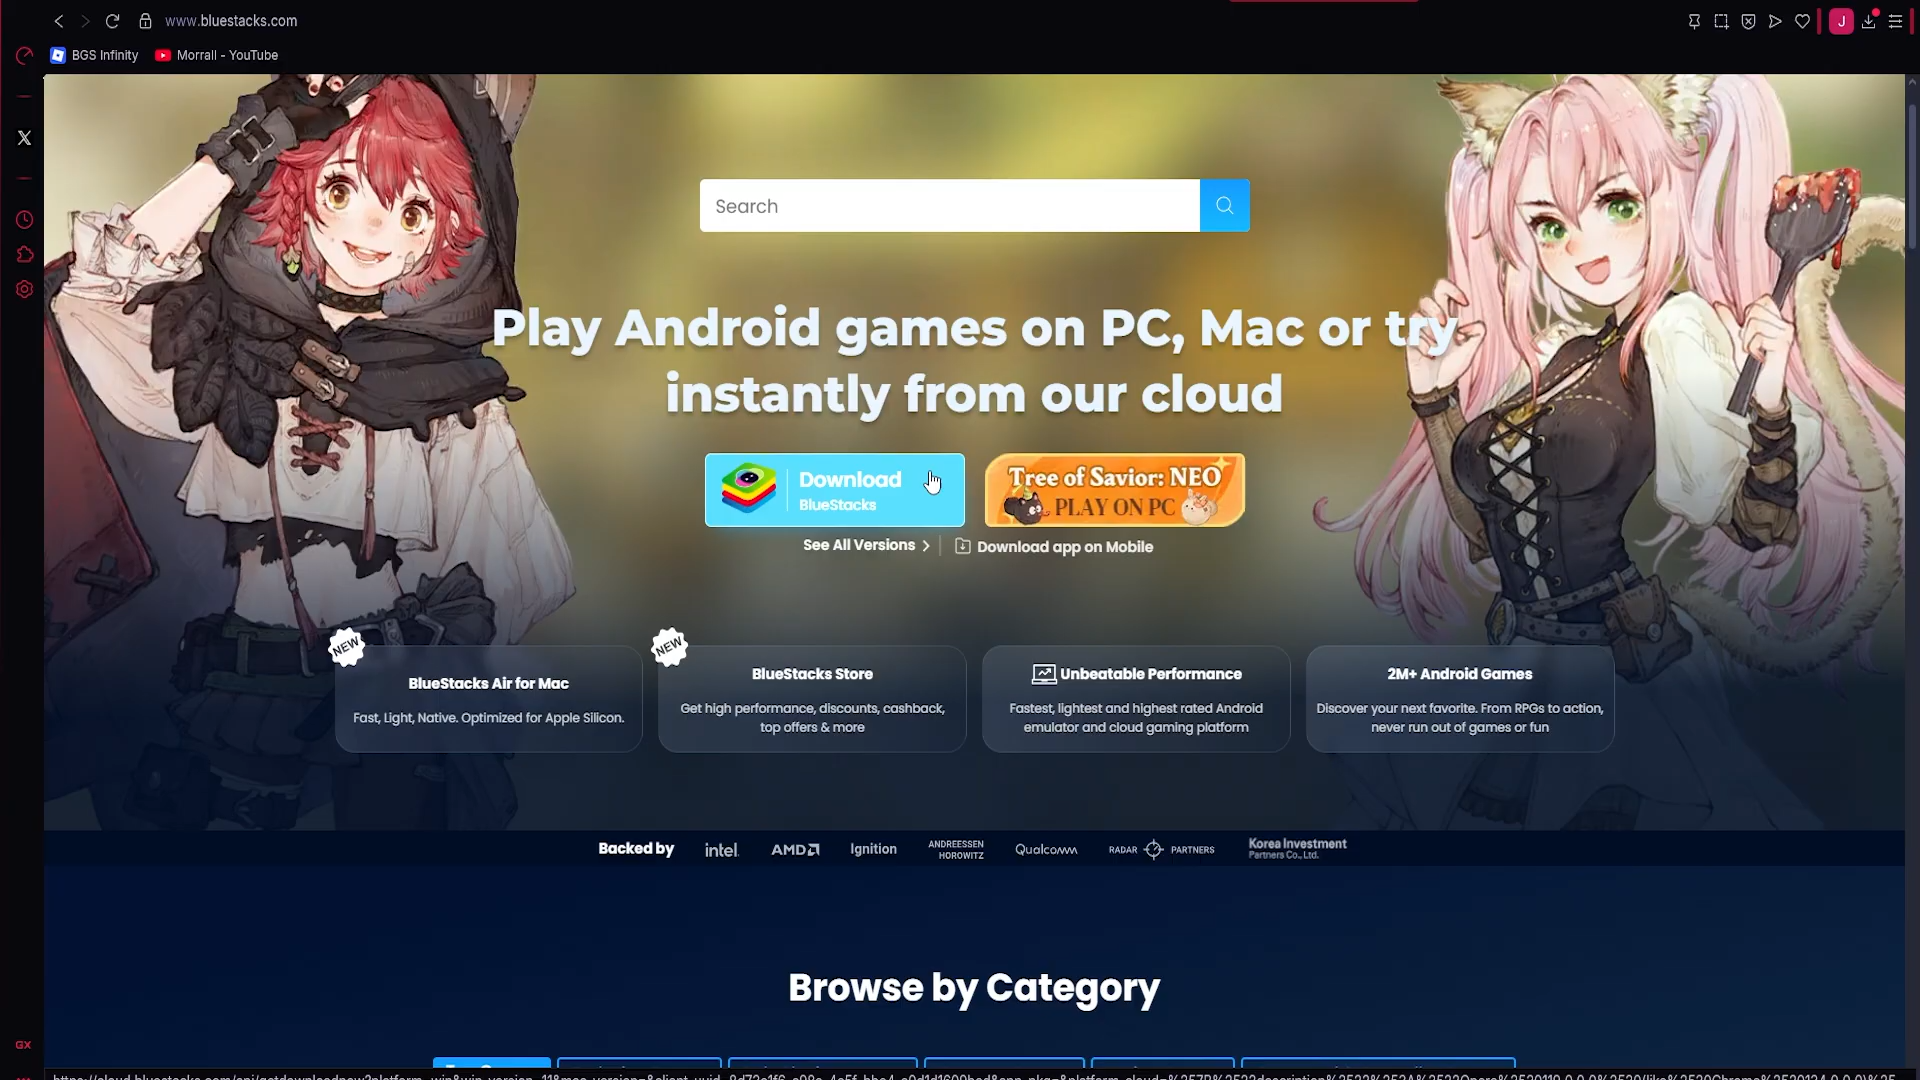 www.bluestacks.com
J
BGS Infinity
Morrall - YouTube
X
Search
Play Android games on PC, Mac or try
instantly from our cloud
Download
BlueStacks
Tree of Savior: NEO
PLAY ON PC
See All Versions
Download app on Mobile
NEW
BlueStacks Air for Mac
Fast, Light, Native. Optimized for Apple Silicon.
NEW
BlueStacks Store
Get high performance, discounts, cashback,
top offers & more
Unbeatable Performance
Fastest, lightest and highest rated Android
emulator and cloud gaming platform
2M+ Android Games
Discover your next favorite. From RPGs to action,
never run out of games or fun
Backed by
intel.
AMD
Ignition
ANDREESSEN
HOROWITZ
Qualcomm
RADAR PARTNERS
Korea Investment
Partners Co., Ltd.
Browse by Category
GX